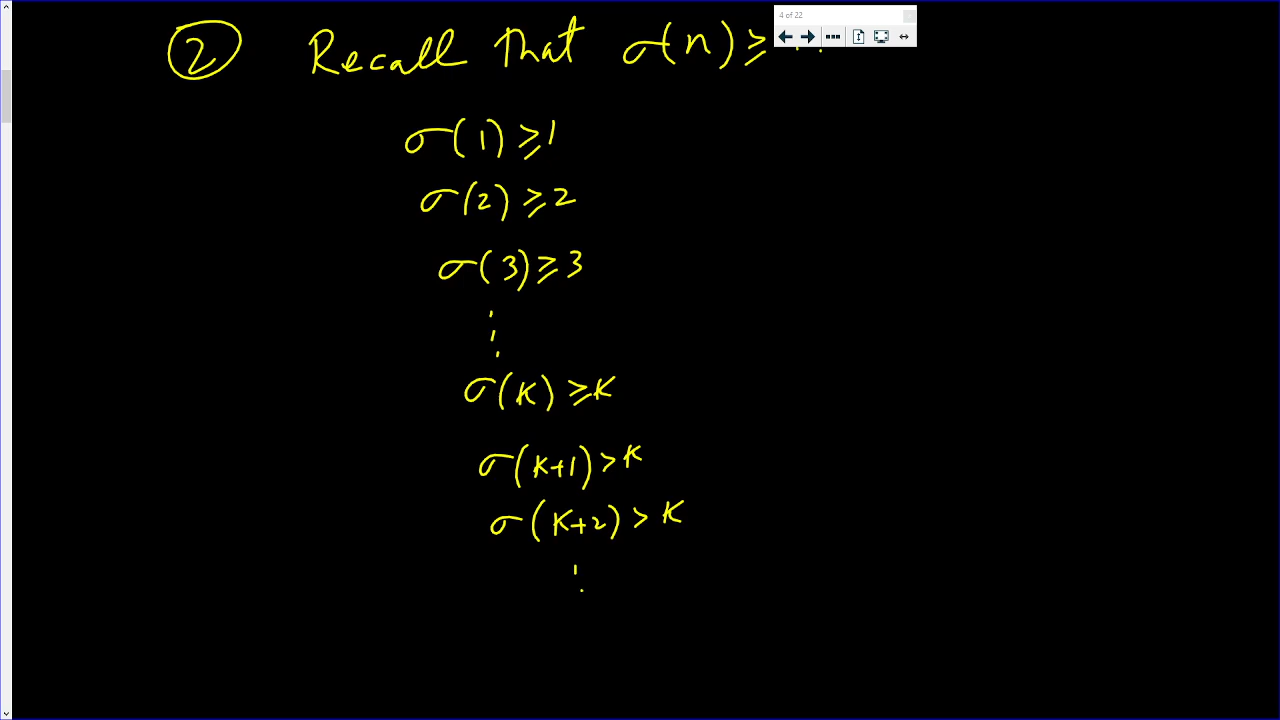 4 of 22
② Recall that σ(n) ≥
σ(1) ≥ 1
σ(2) ≥ 2
σ(3) ≥ 3
⋮
σ(K) ≥ K
σ(K+1) > K
σ(K+2) > K
⋮